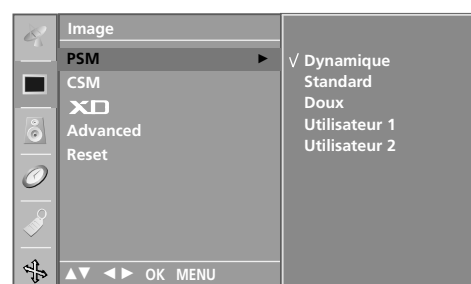 Image
PSM ►
CSM
XD
Advanced
Reset
▲▼ ◄► OK MENU
√ Dynamique
Standard
Doux
Utilisateur 1
Utilisateur 2